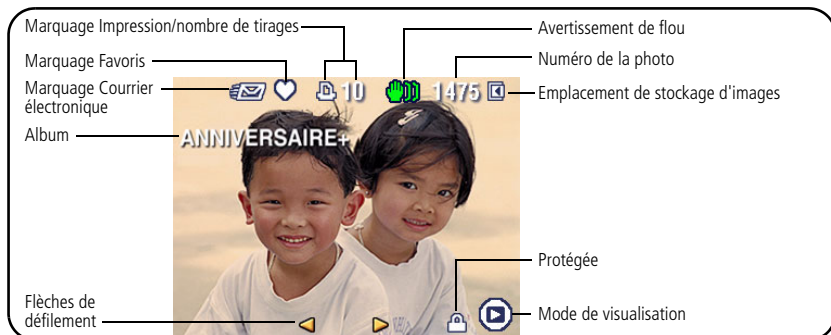 Marquage Impression/nombre de tirages
Marquage Favoris
Marquage Courrier
électronique
Album
Flèches de
défilement
10
1475
ANNIVERSAIRE+
Avertissement de flou
Numéro de la photo
Emplacement de stockage d'images
Protégée
Mode de visualisation